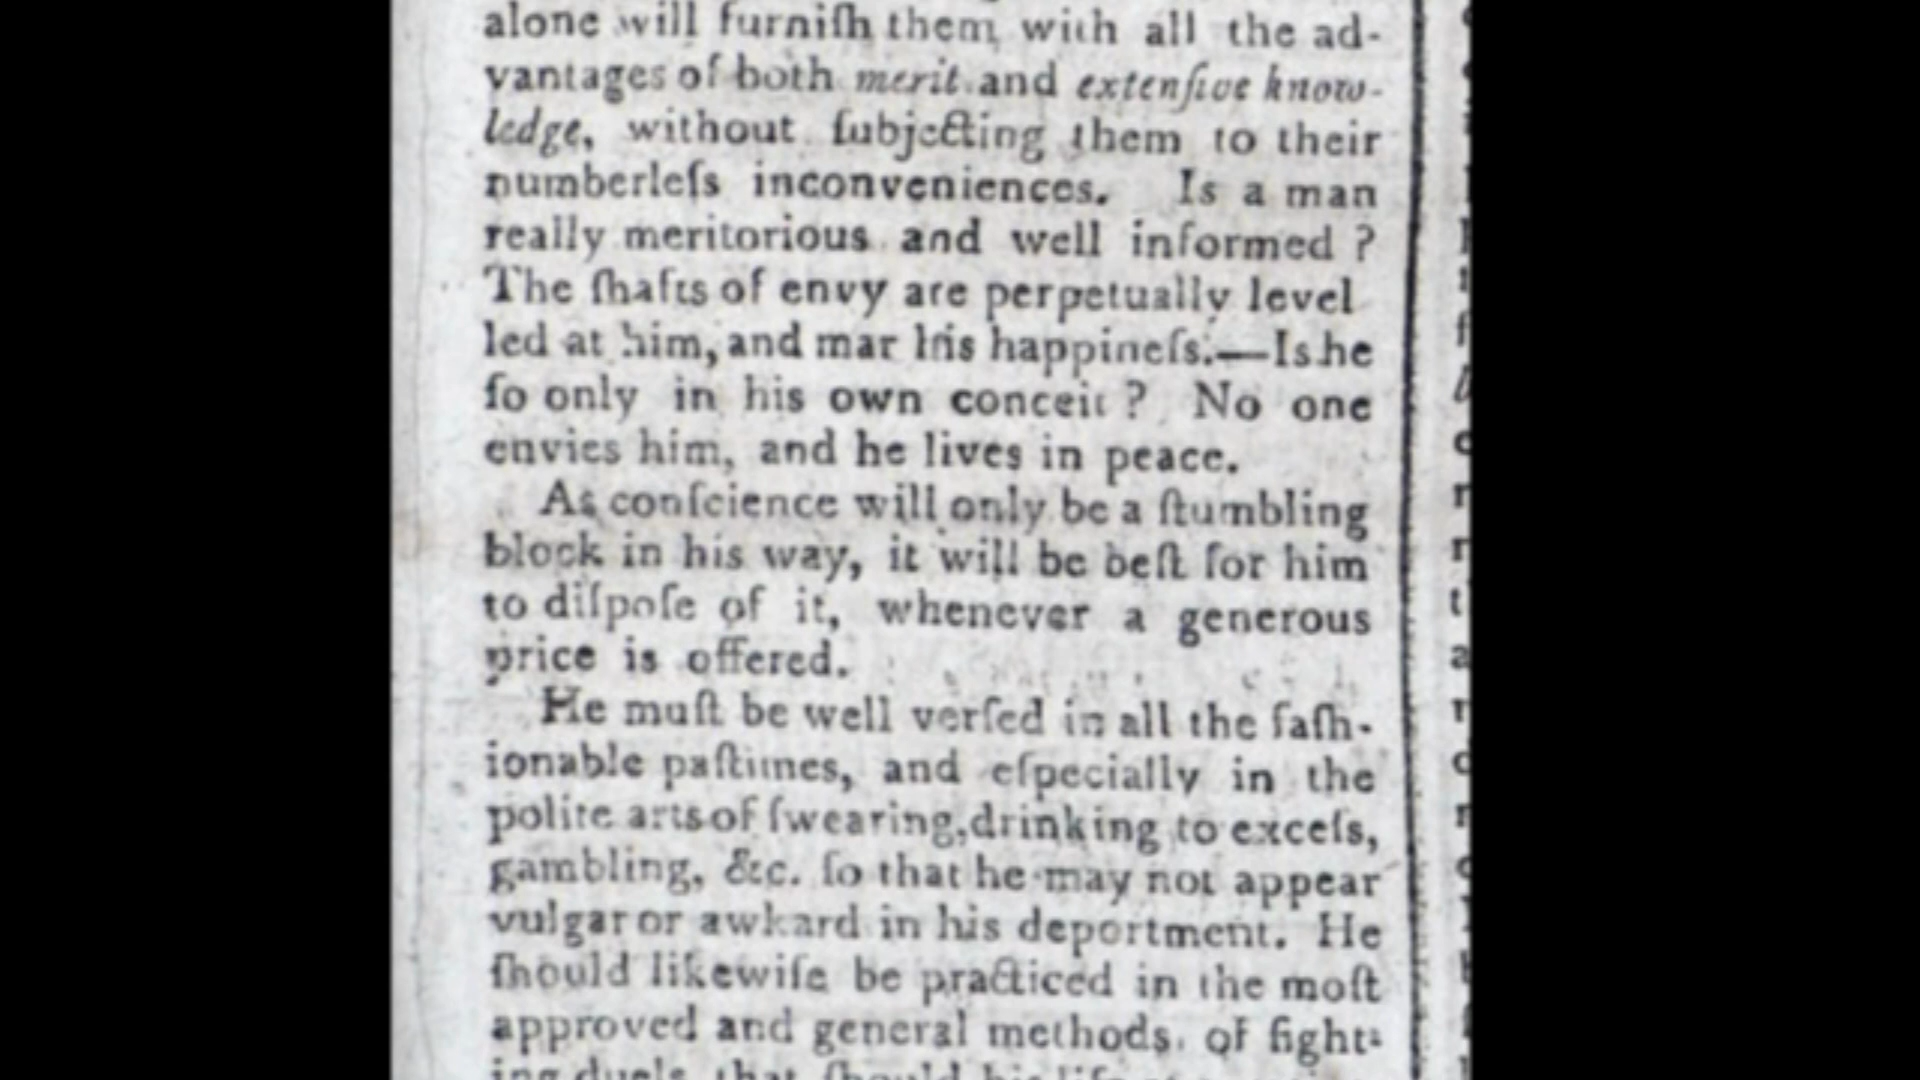 alone will furniſh them with all the ad-
vantages of both merit and extenſive know-
ledge, without ſubjecting them to their
numberleſs inconveniences. Is a man
really meritorious and well informed ?
The ſhafts of envy are perpetually level
led at him, and mar his happineſs.—Is he
ſo only in his own conceit ? No one
envies him, and he lives in peace.
As conſcience will only be a ſtumbling
block in his way, it will be beſt for him
to diſpoſe of it, whenever a generous
price is offered.
He muſt be well verſed in all the faſh-
ionable paſtimes, and eſpecially in the
polite arts of ſwearing, drinking to exceſs,
gambling, &c. ſo that he may not appear
vulgar or awkard in his deportment. He
ſhould likewiſe be practiced in the moſt
approved and general methods of fight-
ing duels, that ſhould his life